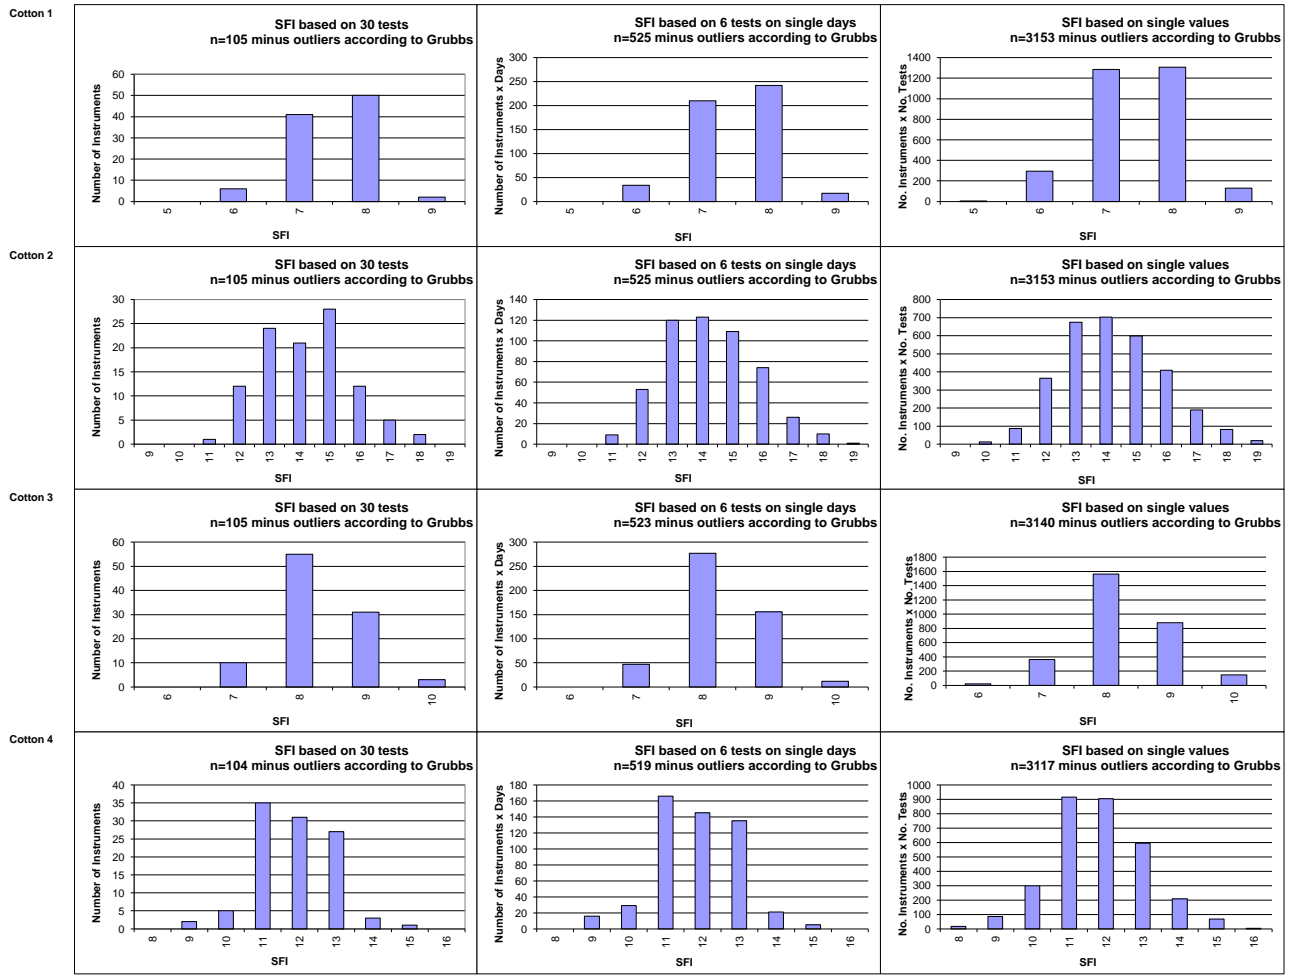 Cotton 1
SFI based on 30 tests
n=105 minus outliers according to Grubbs
Number of Instruments
60
50
40
30
20
10
0
5 6 7 8 9
SFI
SFI based on 6 tests on single days
n=525 minus outliers according to Grubbs
Number of Instruments x Days
300
250
200
150
100
50
0
5 6 7 8 9
SFI
SFI based on single values
n=3153 minus outliers according to Grubbs
No. Instruments x No. Tests
1400
1200
1000
800
600
400
200
0
5 6 7 8 9
SFI
Cotton 2
SFI based on 30 tests
n=105 minus outliers according to Grubbs
Number of Instruments
30
25
20
15
10
5
0
9 10 11 12 13 14 15 16 17 18 19
SFI
SFI based on 6 tests on single days
n=525 minus outliers according to Grubbs
Number of Instruments x Days
140
120
100
80
60
40
20
0
9 10 11 12 13 14 15 16 17 18 19
SFI
SFI based on single values
n=3153 minus outliers according to Grubbs
No. Instruments x No. Tests
800
700
600
500
400
300
200
100
0
9 10 11 12 13 14 15 16 17 18 19
SFI
Cotton 3
SFI based on 30 tests
n=105 minus outliers according to Grubbs
Number of Instruments
60
50
40
30
20
10
0
6 7 8 9 10
SFI
SFI based on 6 tests on single days
n=523 minus outliers according to Grubbs
Number of Instruments x Days
300
250
200
150
100
50
0
6 7 8 9 10
SFI
SFI based on single values
n=3140 minus outliers according to Grubbs
No. Instruments x No. Tests
1800
1600
1400
1200
1000
800
600
400
200
0
6 7 8 9 10
SFI
Cotton 4
SFI based on 30 tests
n=104 minus outliers according to Grubbs
Number of Instruments
40
35
30
25
20
15
10
5
0
8 9 10 11 12 13 14 15 16
SFI
SFI based on 6 tests on single days
n=519 minus outliers according to Grubbs
Number of Instruments x Days
180
160
140
120
100
80
60
40
20
0
8 9 10 11 12 13 14 15 16
SFI
SFI based on single values
n=3117 minus outliers according to Grubbs
No. Instruments x No. Tests
1000
900
800
700
600
500
400
300
200
100
0
8 9 10 11 12 13 14 15 16
SFI